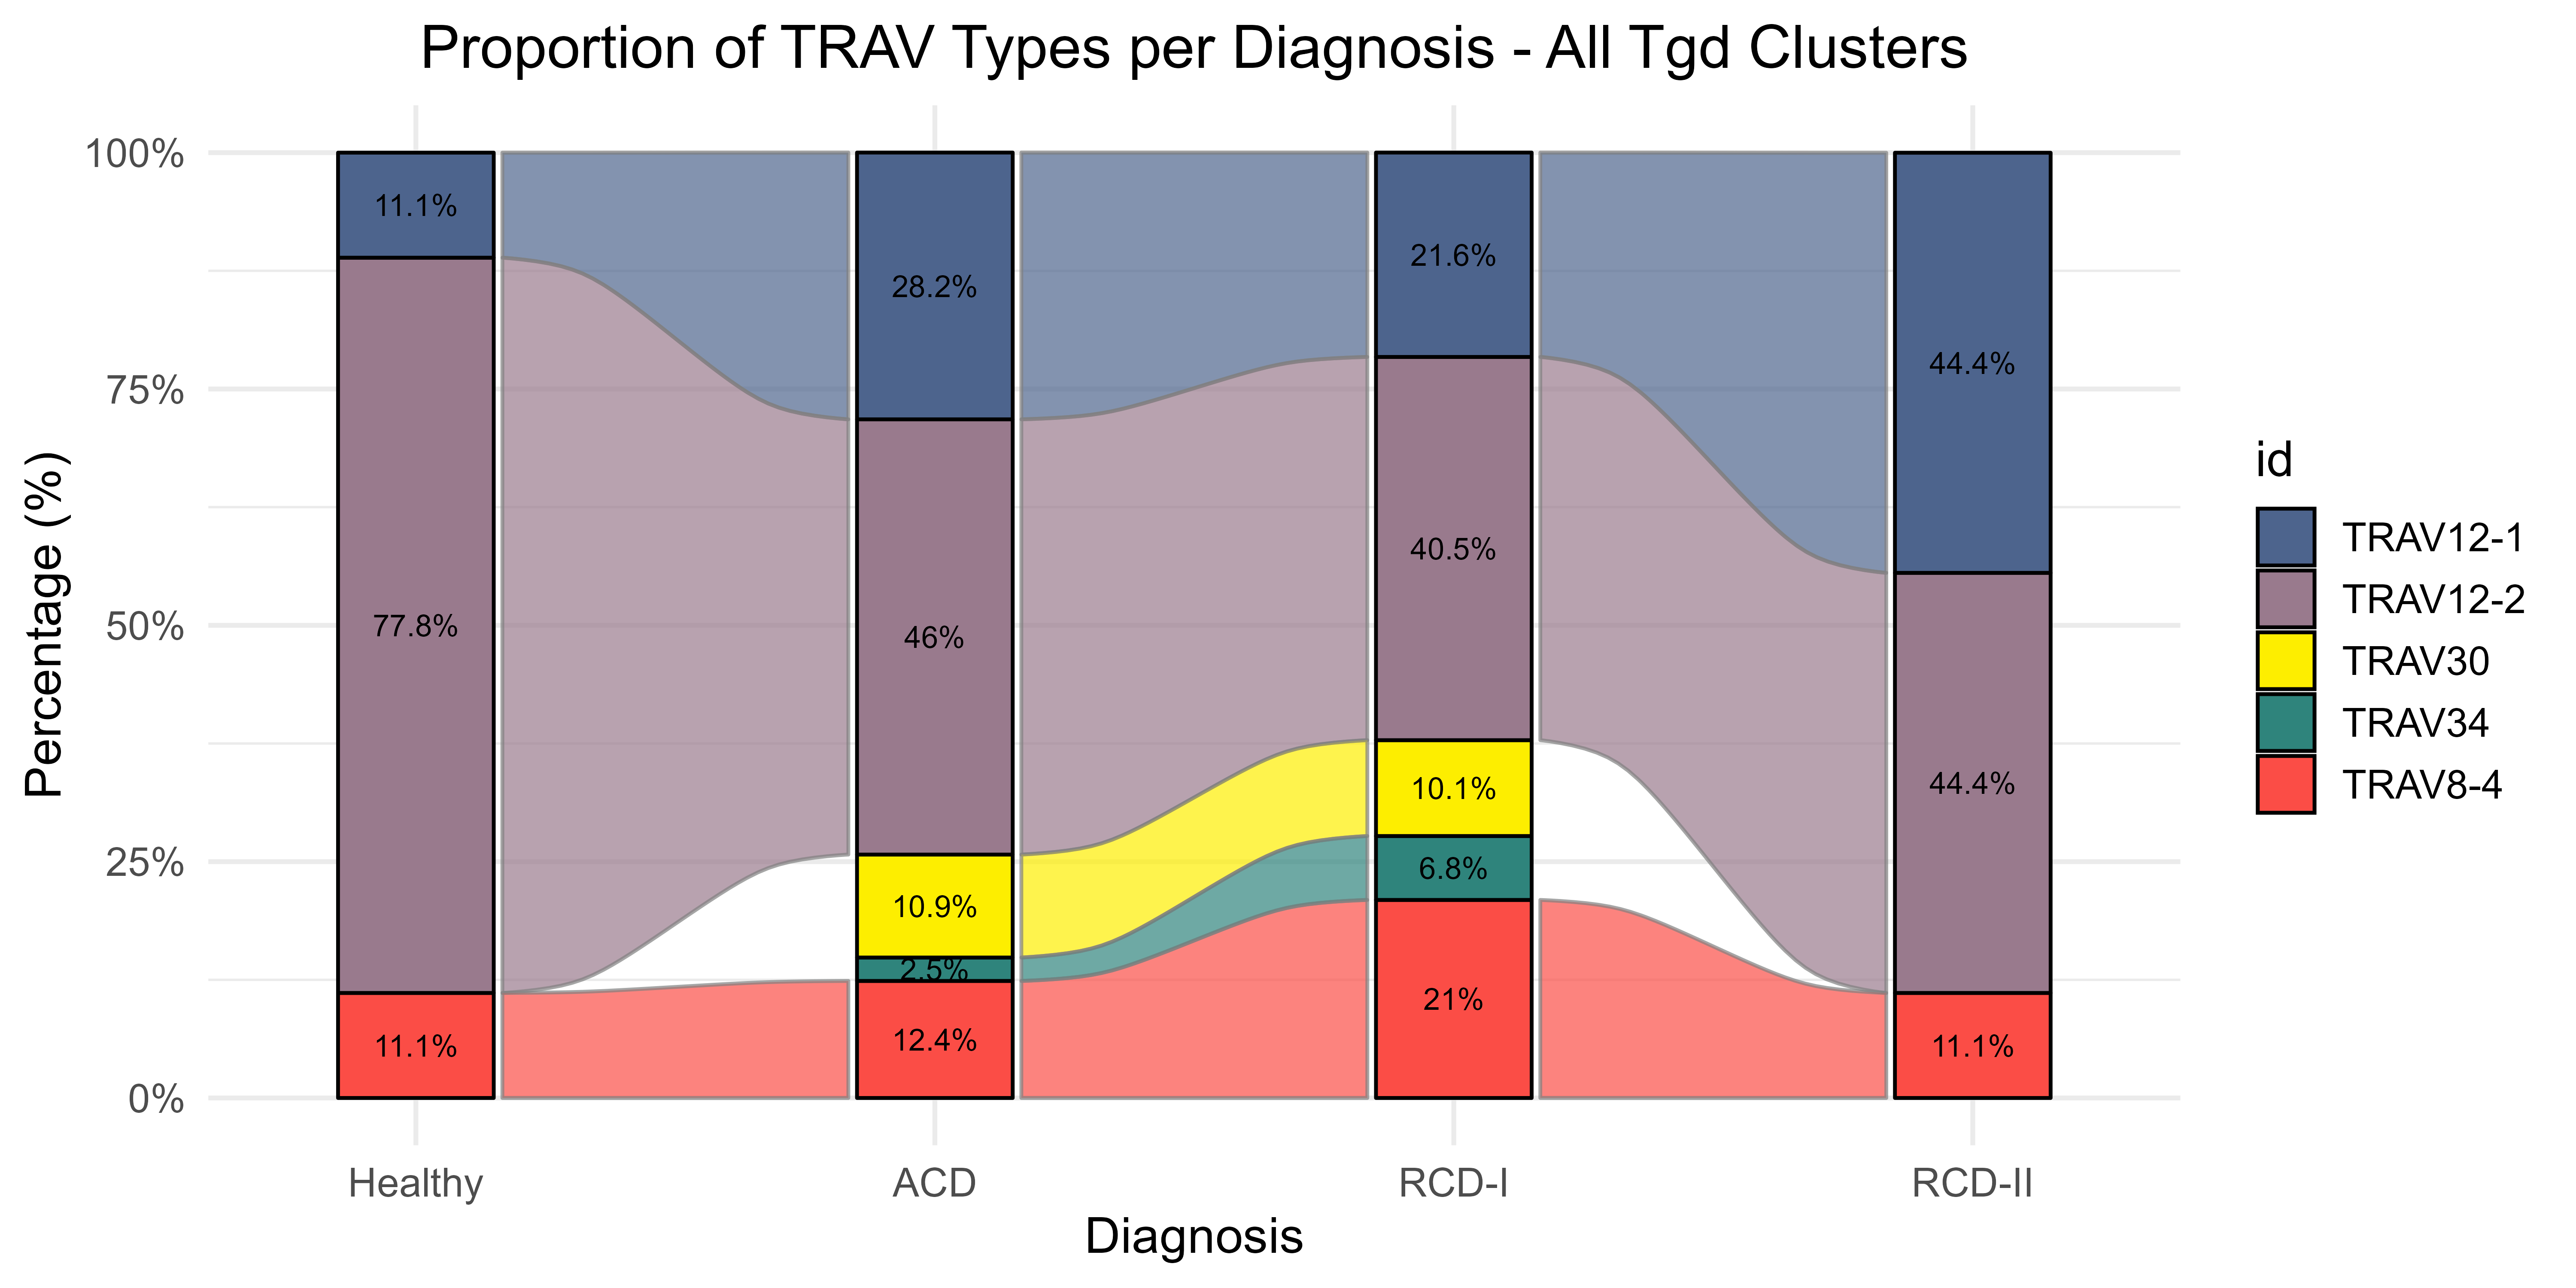 Proportion of TRAV Types per Diagnosis - All Tgd Clusters
Percentage (%)
100%
75%
50%
25%
0%
11.1%
77.8%
11.1%
28.2%
46%
10.9%
2.5%
12.4%
21.6%
40.5%
10.1%
6.8%
21%
44.4%
44.4%
11.1%
Healthy
ACD
RCD-I
RCD-II
Diagnosis
id
TRAV12-1
TRAV12-2
TRAV30
TRAV34
TRAV8-4